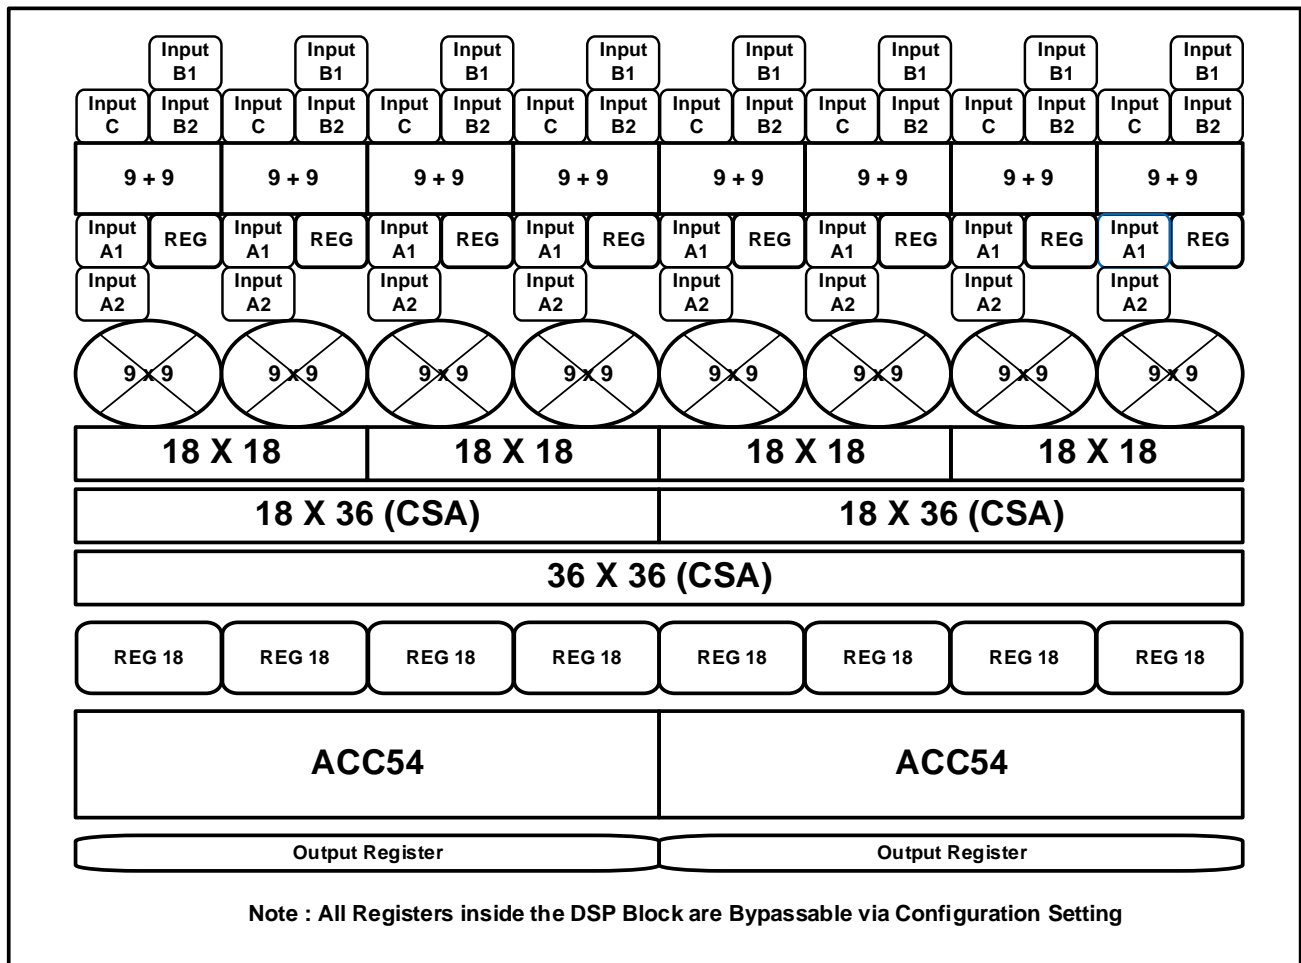 Input Input Input Input Input Input Input Input
B1 B1 B1 B1 B1 B1 B1 B1
Input Input Input Input Input Input Input Input Input Input Input Input Input Input Input Input
C B2 C B2 C B2 C B2 C B2 C B2 C B2 C B2
9 + 9 9 + 9 9 + 9 9 + 9 9 + 9 9 + 9 9 + 9 9 + 9
Input REG Input REG Input REG Input REG Input REG Input REG Input REG Input REG
A1 A1 A1 A1 A1 A1 A1 A1
Input Input Input Input Input Input Input Input
A2 A2 A2 A2 A2 A2 A2 A2
9 x 9 9 x 9 9 x 9 9 x 9 9 x 9 9 x 9 9 x 9 9 x 9
18 X 18 18 X 18 18 X 18 18 X 18
18 X 36 (CSA) 18 X 36 (CSA)
36 X 36 (CSA)
REG 18 REG 18 REG 18 REG 18 REG 18 REG 18 REG 18 REG 18
ACC54 ACC54
Output Register Output Register
Note : All Registers inside the DSP Block are Bypassable via Configuration Setting